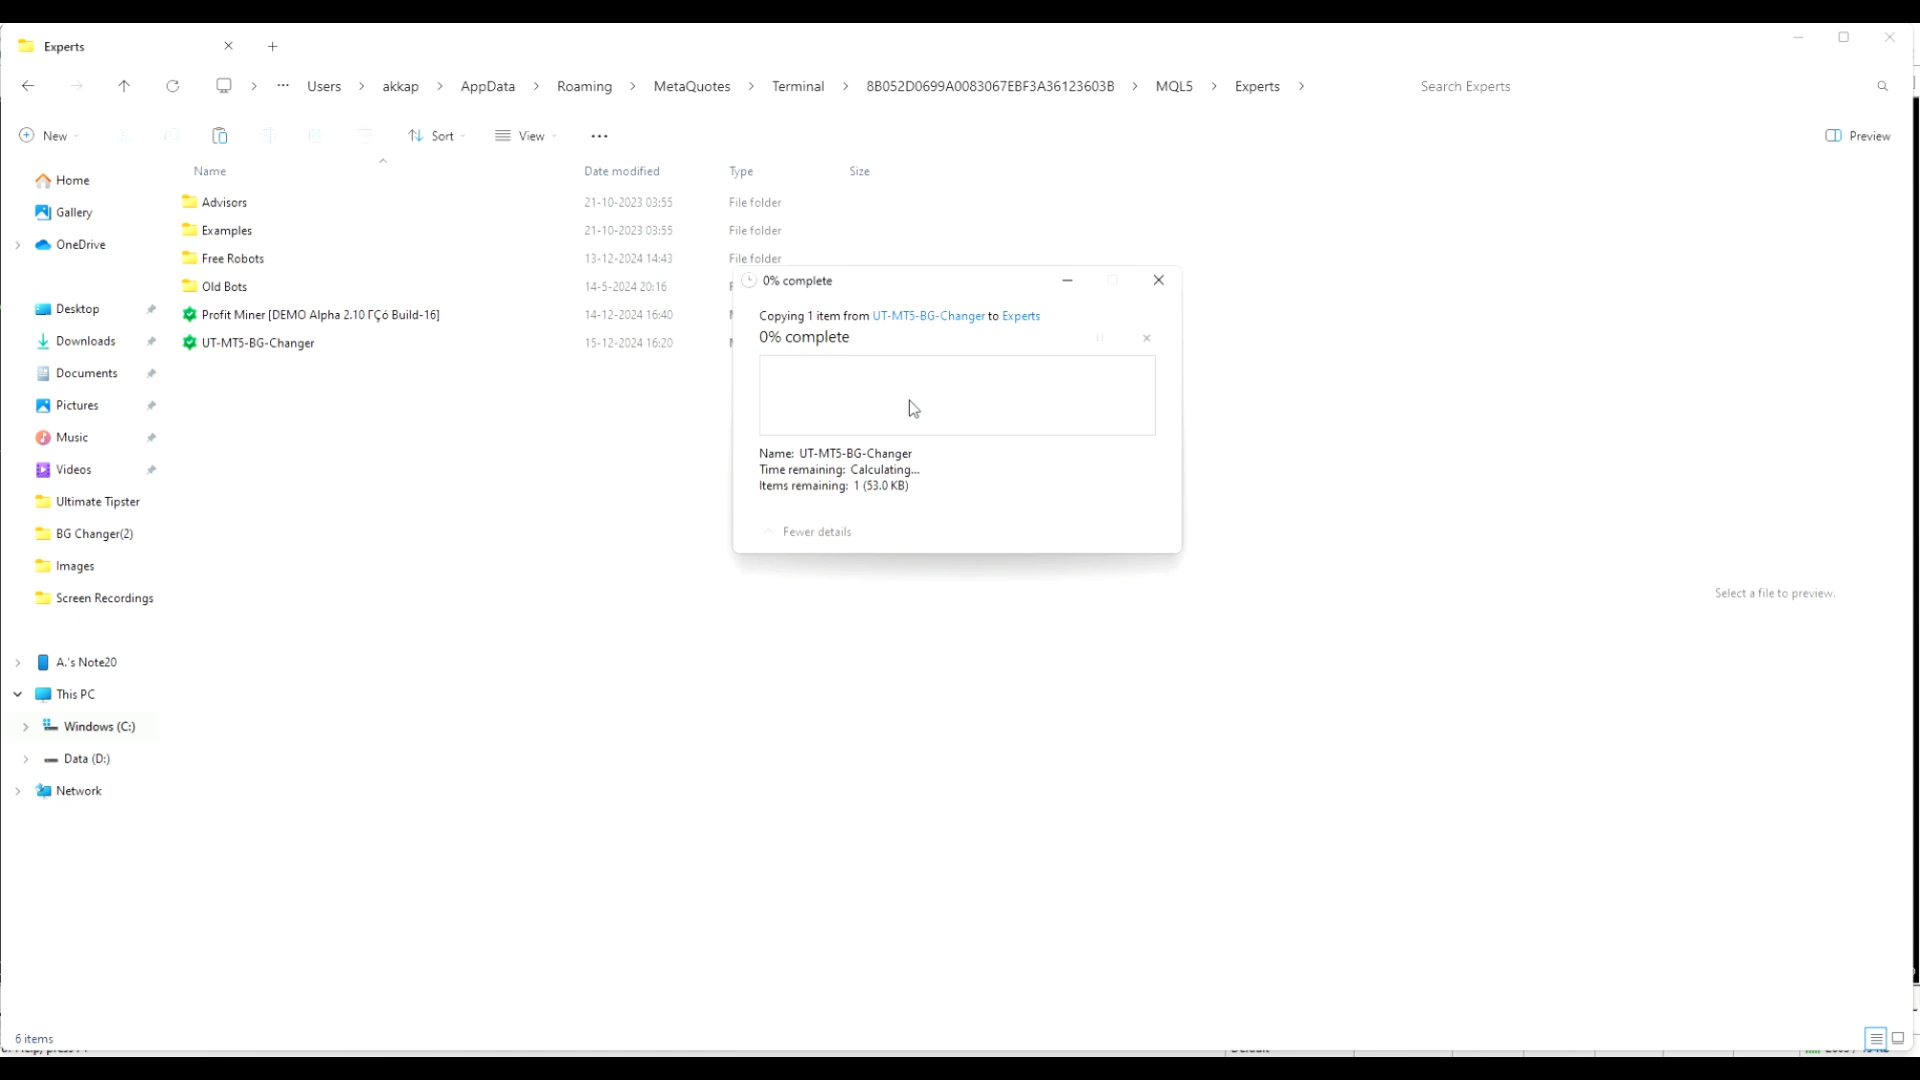 Experts
Users > akkap > AppData > Roaming > MetaQuotes > Terminal > 8B052D0699A0083067EBF3A36123603B > MQL5 > Experts >
Search Experts
New
Sort
View
Preview
Name
Date modified
Type
Size
Home
Gallery
OneDrive
Desktop
Downloads
Documents
Pictures
Music
Videos
Ultimate Tipster
BG Changer(2)
Images
Screen Recordings
A.'s Note20
This PC
Windows (C:)
Data (D:)
Network
Advisors 21-10-2023 03:55 File folder
Examples 21-10-2023 03:55 File folder
Free Robots 13-12-2024 14:43 File folder
Old Bots 14-5-2024 20:16
Profit Miner [DEMO Alpha 2.10 ΓÇó Build-16] 14-12-2024 16:40
UT-MT5-BG-Changer 15-12-2024 16:20
0% complete
Copying 1 item from UT-MT5-BG-Changer to Experts
0% complete
Name: UT-MT5-BG-Changer
Time remaining: Calculating...
Items remaining: 1 (53.0 KB)
Fewer details
Select a file to preview.
6 items